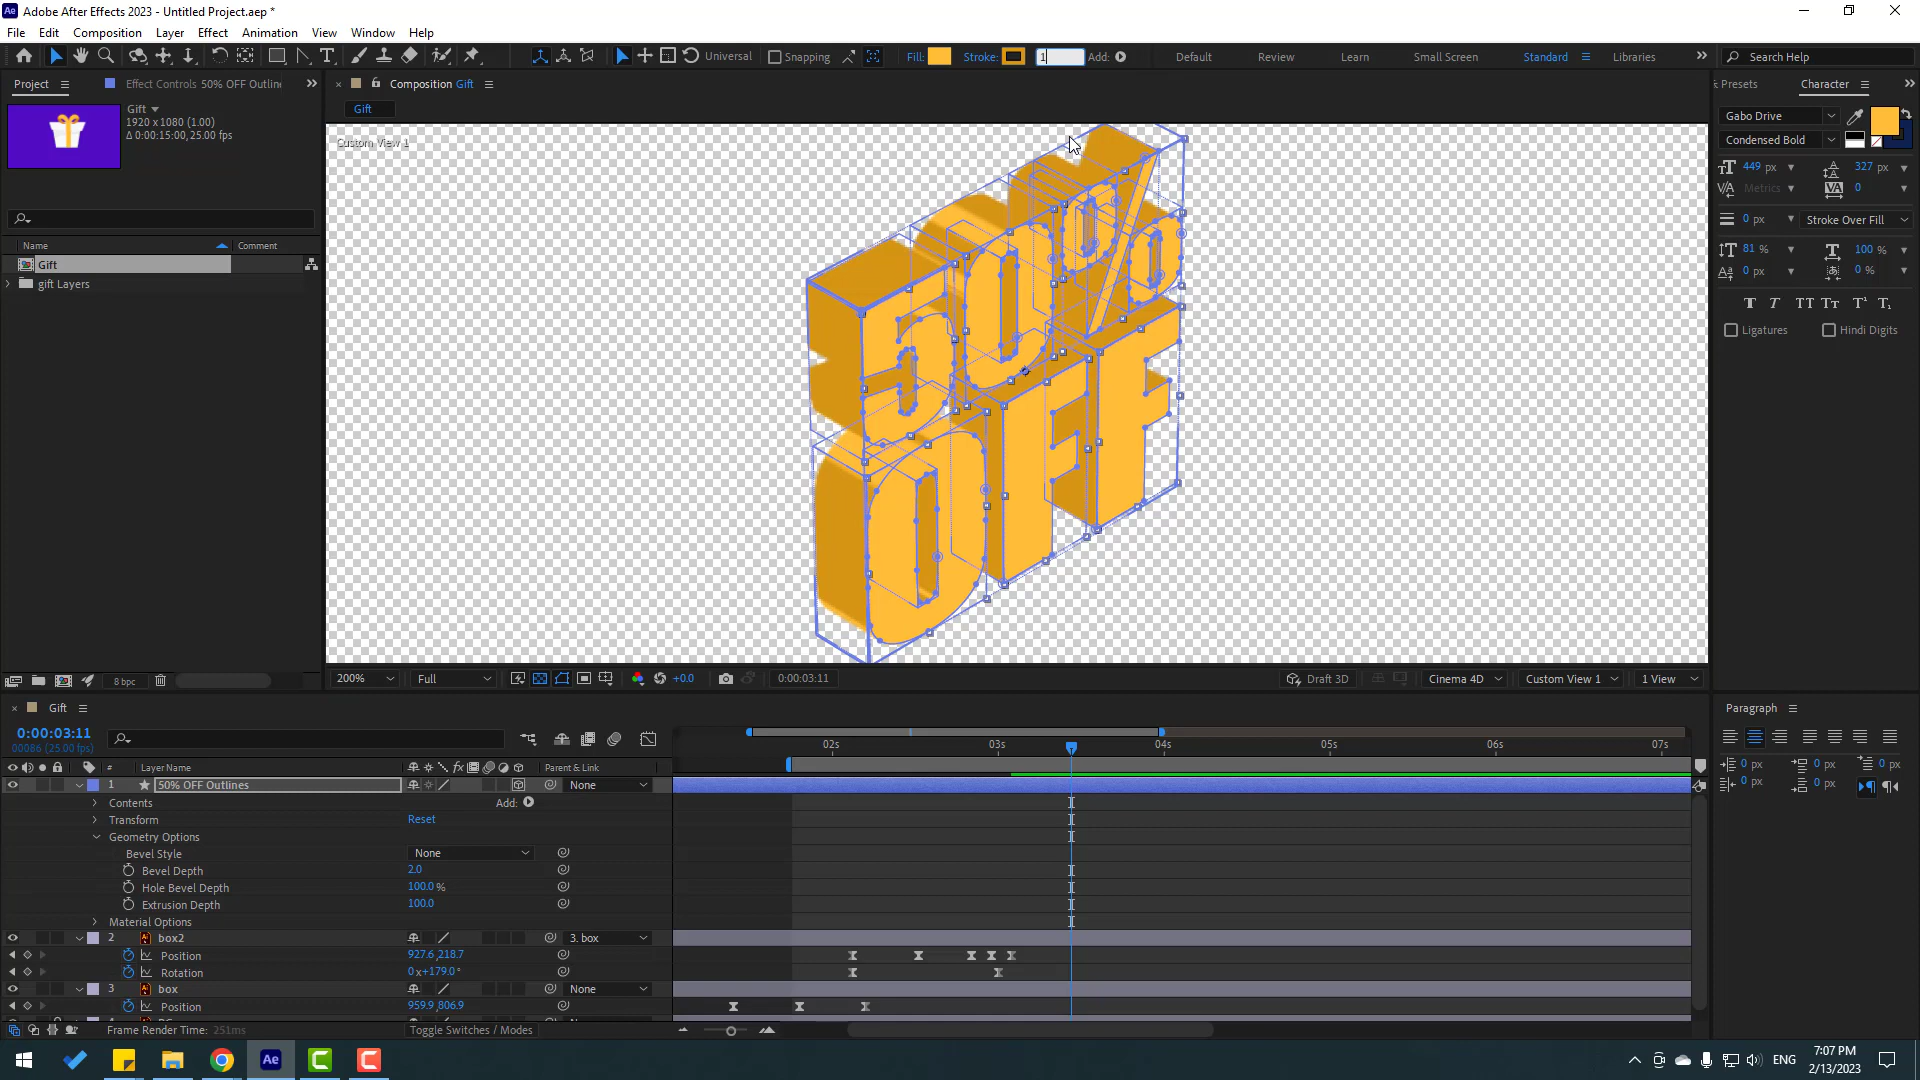 Adobe After Effects 2023 - Untitled Project.aep *
File Edit Composition Layer Effect Animation View Window Help
Universal Snapping Fill: Stroke: 1 Add: Default Review Learn Small Screen Standard Libraries Search Help
Project Effect Controls 50% OFF Outline
Composition Gift
Presets Character
Gift
1920 x 1080 (1.00)
Δ 0:00:15:00, 25.00 fps
Gift
Gabo Drive
Condensed Bold
Custom View 1
449 px 327 px
Metrics 0
0 px Stroke Over Fill
Name Comment
81 % 100 %
Gift
0 px 0 %
gift Layers
Ligatures Hindi Digits
50%
OFF
8 bpc
200% Full +0.0 0:00:03:11 Draft 3D Cinema 4D Custom View 1 1 View
Gift
Paragraph
0:00:03:11
00086 (25.00 fps)
02s 03s 04s 05s 06s 07s
# Layer Name Parent & Link
0 px 0 px 0 px
0 px 0 px
1 50% OFF Outlines None
Contents Add:
Transform Reset
Geometry Options
Bevel Style None
Bevel Depth 2.0
Hole Bevel Depth 100.0 %
Extrusion Depth 100.0
Material Options
2 Ai box2 3. box
Position 927.6,218.7
Rotation 0 x+179.0 °
3 Ai box None
Position 959.9,806.9
Frame Render Time: 251ms Toggle Switches / Modes
Ae
ENG
7:07 PM
2/13/2023